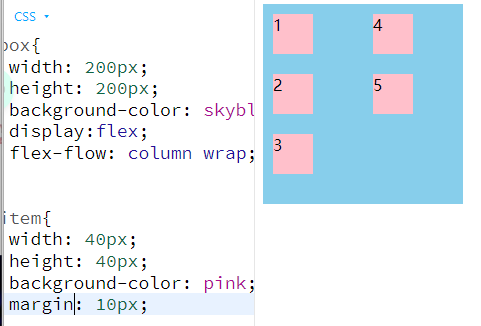 css
box{
width: 200px;
height: 200px;
background-color: skybl
display:flex;
flex-flow: column wrap;
item{
width: 40px;
height: 40px;
background-color: pink;
margin: 10px;
1 4
2 5
3